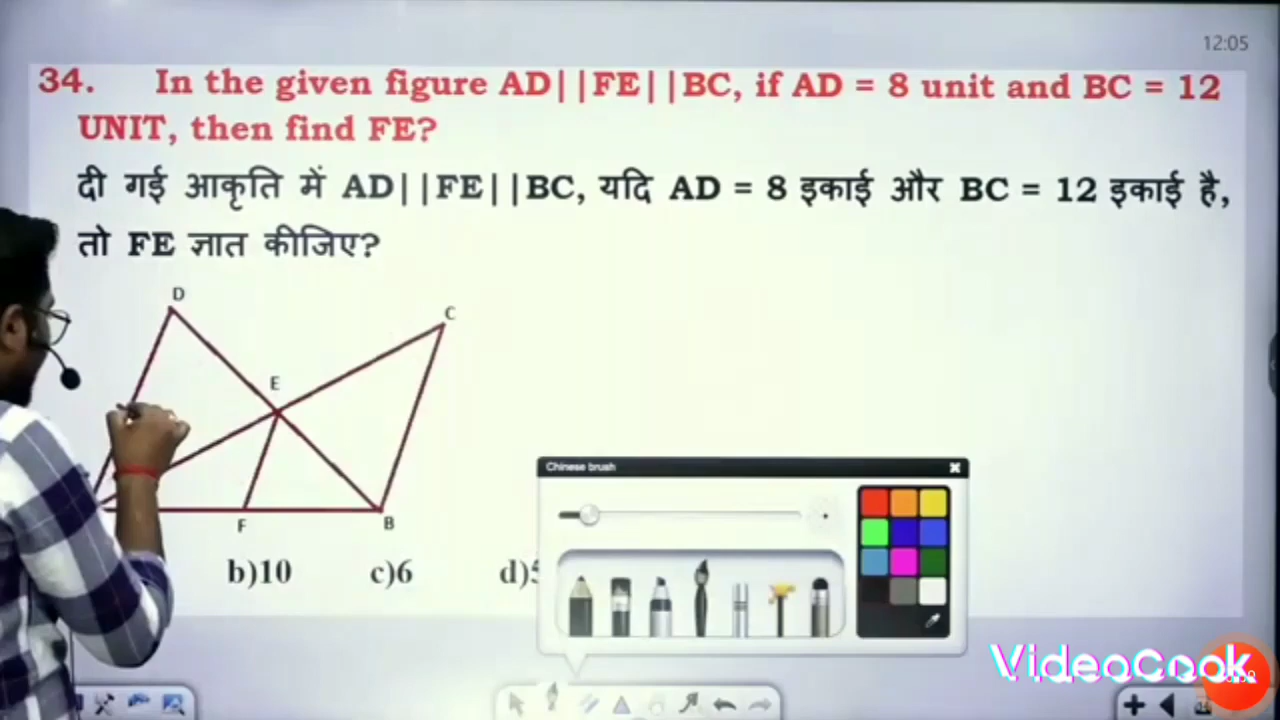 12:05
34. In the given figure AD||FE||BC, if AD = 8 unit and BC = 12
UNIT, then find FE?
दी गई आकृति में AD||FE||BC, यदि AD = 8 इकाई और BC = 12 इकाई है,
तो FE ज्ञात कीजिए?
D
C
E
F
B
b)10 c)6 d)5
Chinese brush
VideoCook